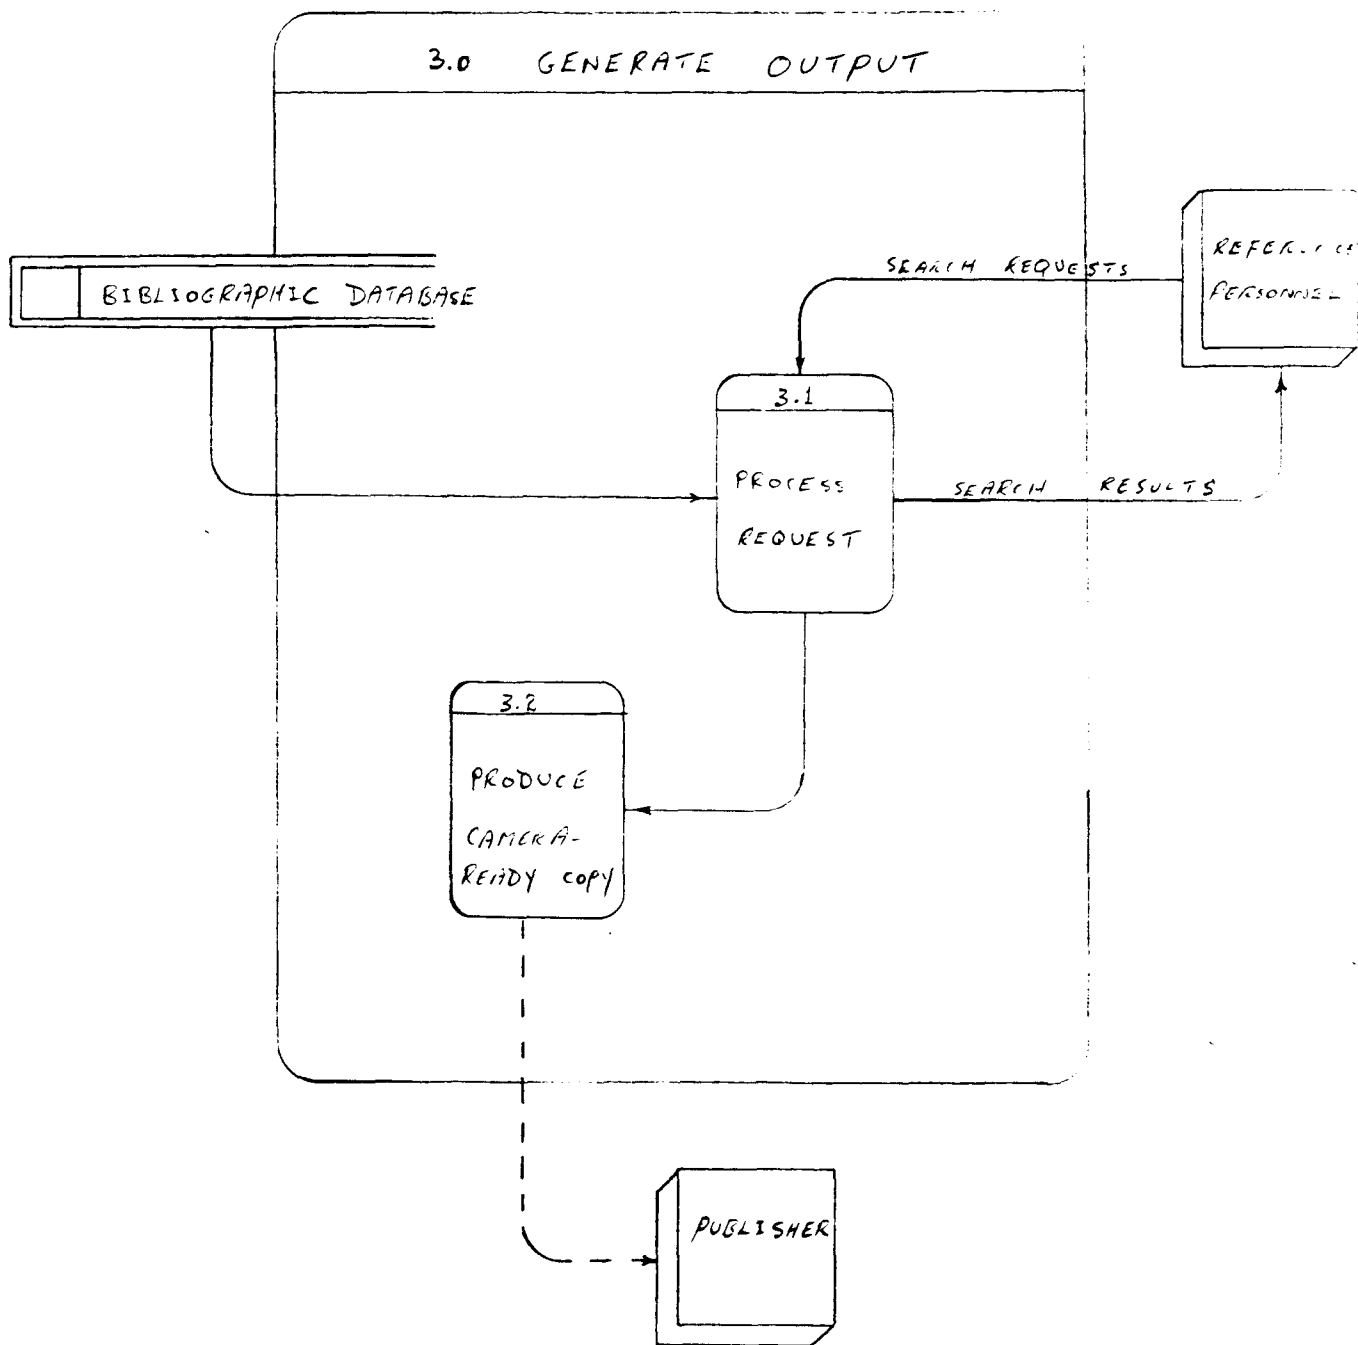 3.0 GENERATE OUTPUT
BIBLIOGRAPHIC DATABASE
SEARCH REQUESTS
PERSONNEL
3.1
PROCESS
REQUEST
SEARCH RESULTS
3.2
PRODUCE
CAMERA-
READY COPY
PUBLISHER